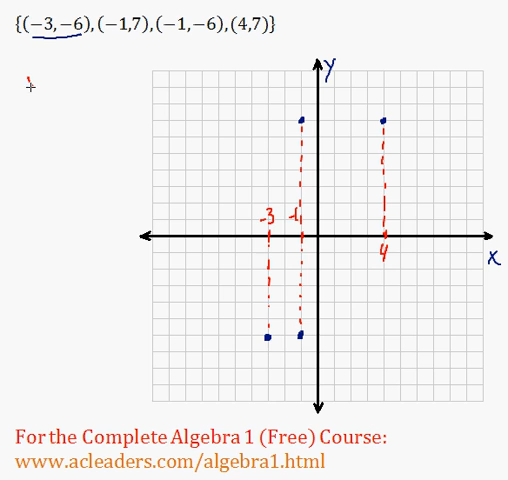 {(−3,−6),(−1,7),(−1,−6),(4,7)}
y
-3 -1
4
x
For the Complete Algebra 1 (Free) Course:
www.acleaders.com/algebra1.html